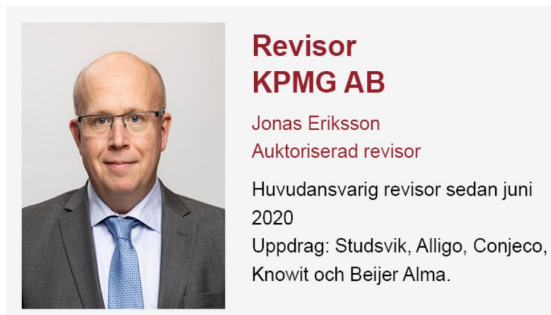 Revisor
KPMG AB
Jonas Eriksson
Auktoriserad revisor
Huvudansvarig revisor sedan juni
2020
Uppdrag: Studsvik, Alligo, Conjeco,
Knowit och Beijer Alma.